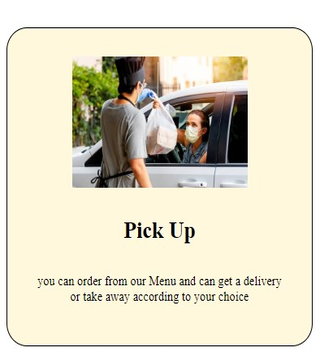 Pick Up
you can order from our Menu and can get a delivery
or take away according to your choice